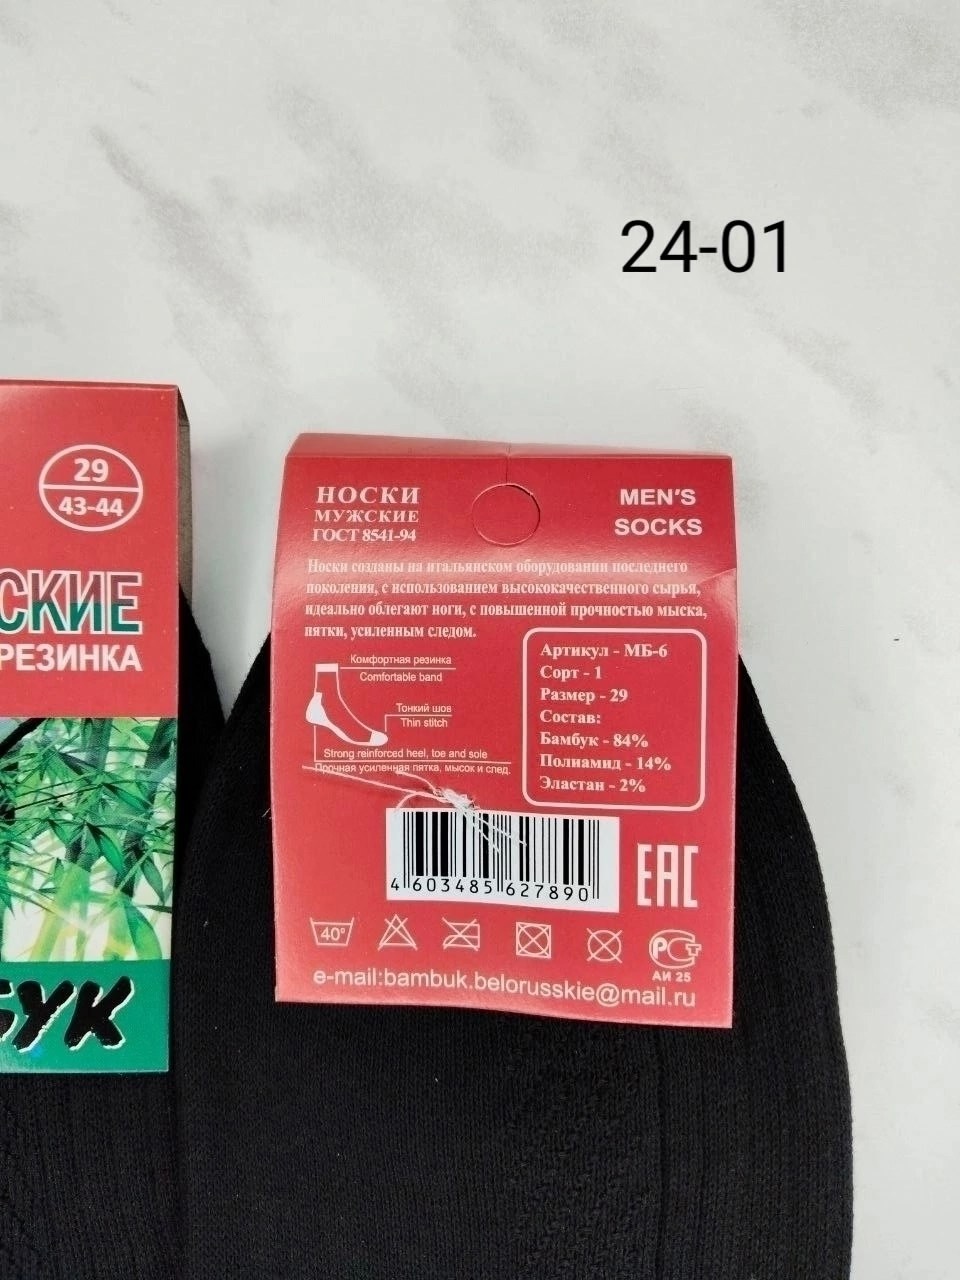 24-01
29
43-44
СКИЕ
РЕЗИНКА
БУК
НОСКИ
МУЖСКИЕ
ГОСТ 8541-94
MEN'S
SOCKS
Носки созданы на итальянском оборудовании последнего
поколения, с использованием высококачественного сырья,
идеально облегают ноги, с повышенной прочностью мыска,
пятки, усиленным следом.
Комфортная резинка
Comfortable band
Тонкий шов
Thin stitch
Strong reinforced heel, toe and sole
Прочная усиленная пятка, мысок и след.
Артикул - МБ-6
Сорт - 1
Размер - 29
Состав:
Бамбук - 84%
Полиамид - 14%
Эластан - 2%
4 603485 627890
EAC
40°
РСТ
АИ 25
e-mail:bambuk.belorusskie@mail.ru